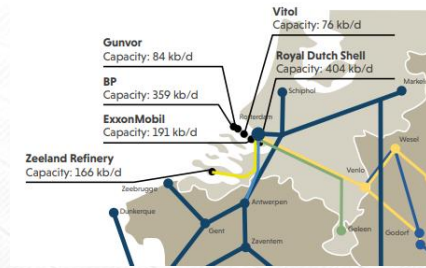 Vitol
Capacity: 76 kb/d
Gunvor
Capacity: 84 kb/d
Royal Dutch Shell
Capacity: 404 kb/d
BP
Capacity: 359 kb/d
ExxonMobil
Capacity: 191 kb/d
Zeeland Refinery
Capacity: 166 kb/d
Schiphol
Markelo
Rotterdam
Wesel
Venlo
Zeebrugge
Antwerpen
Dunkerque
Gent
Geleen
Godorf
Zaventem